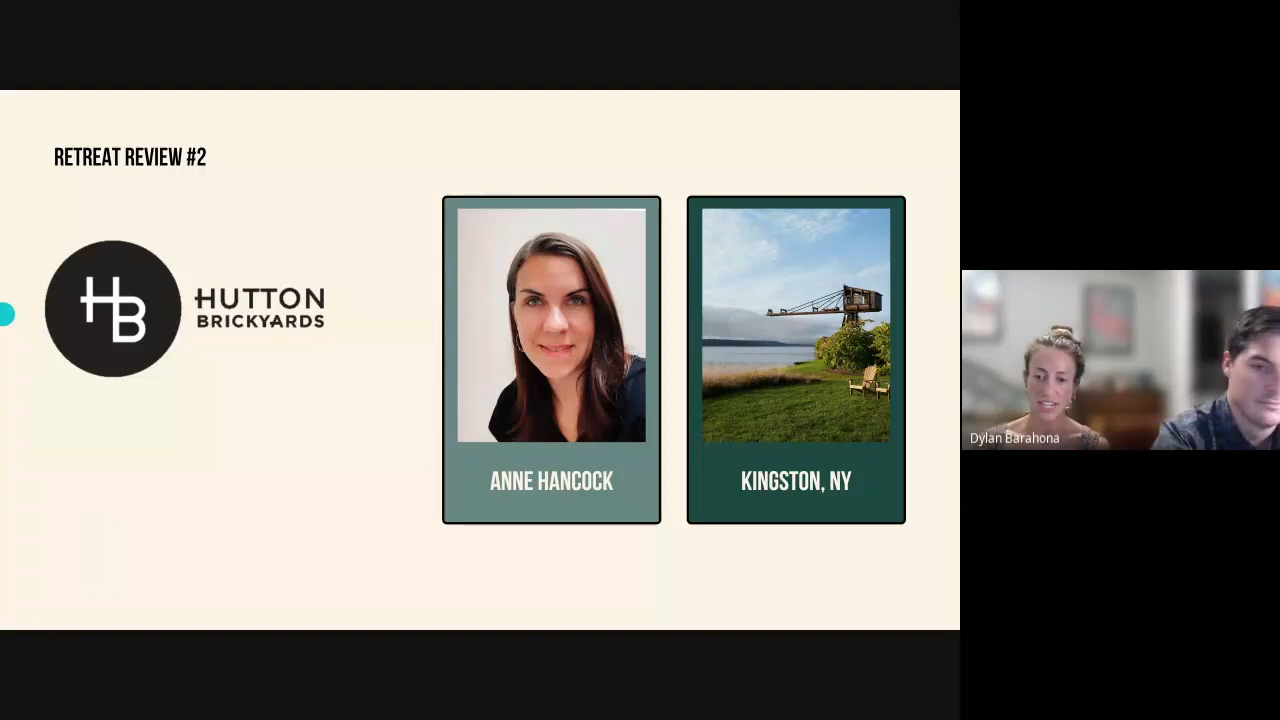 RETREAT REVIEW #2
HB
HUTTON
BRICKYARDS
ANNE HANCOCK
KINGSTON, NY
Dylan Barahona